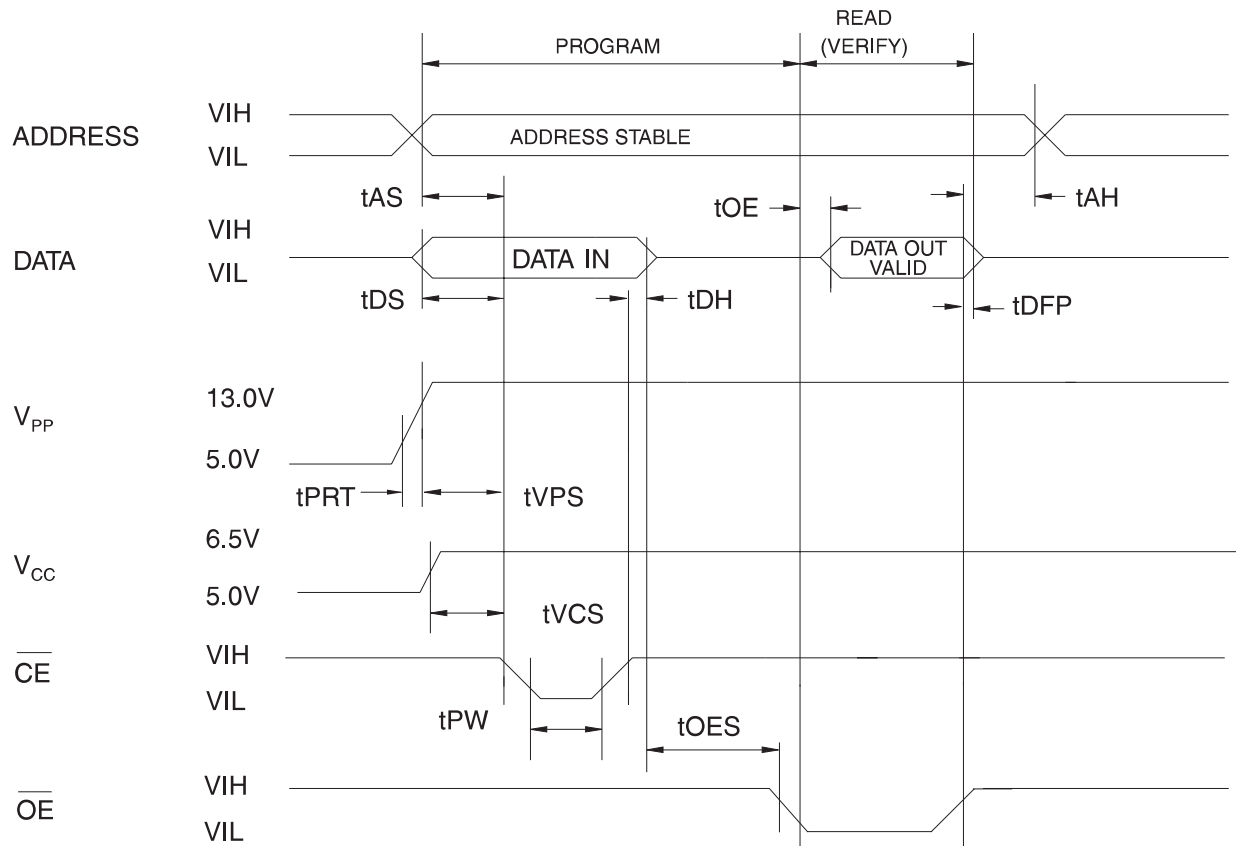 READ
PROGRAM (VERIFY)
ADDRESS VIH
VIL ADDRESS STABLE
tAS tOE tAH
DATA VIH
VIL DATA IN DATA OUT
VALID
tDS tDH tDFP
VPP 13.0V
5.0V
tPRT tVPS
VCC 6.5V
5.0V
tVCS
CE VIH
VIL
tPW tOES
OE VIH
VIL